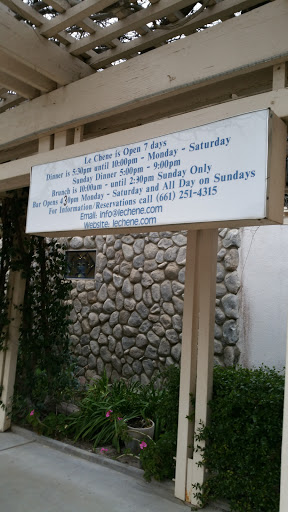 Le Chene is Open 7 days
Dinner is 5:30pm until 10:00pm - Monday - Saturday
Sunday Dinner 5:00pm - 9:00pm
Brunch is 10:00am - until 2:30pm Sunday Only
Bar Opens 430pm Monday - Saturday and All Day on Sundays
For Information/Reservations call (661) 251-4315
Email: info@lechene.com
Website: lechene.com